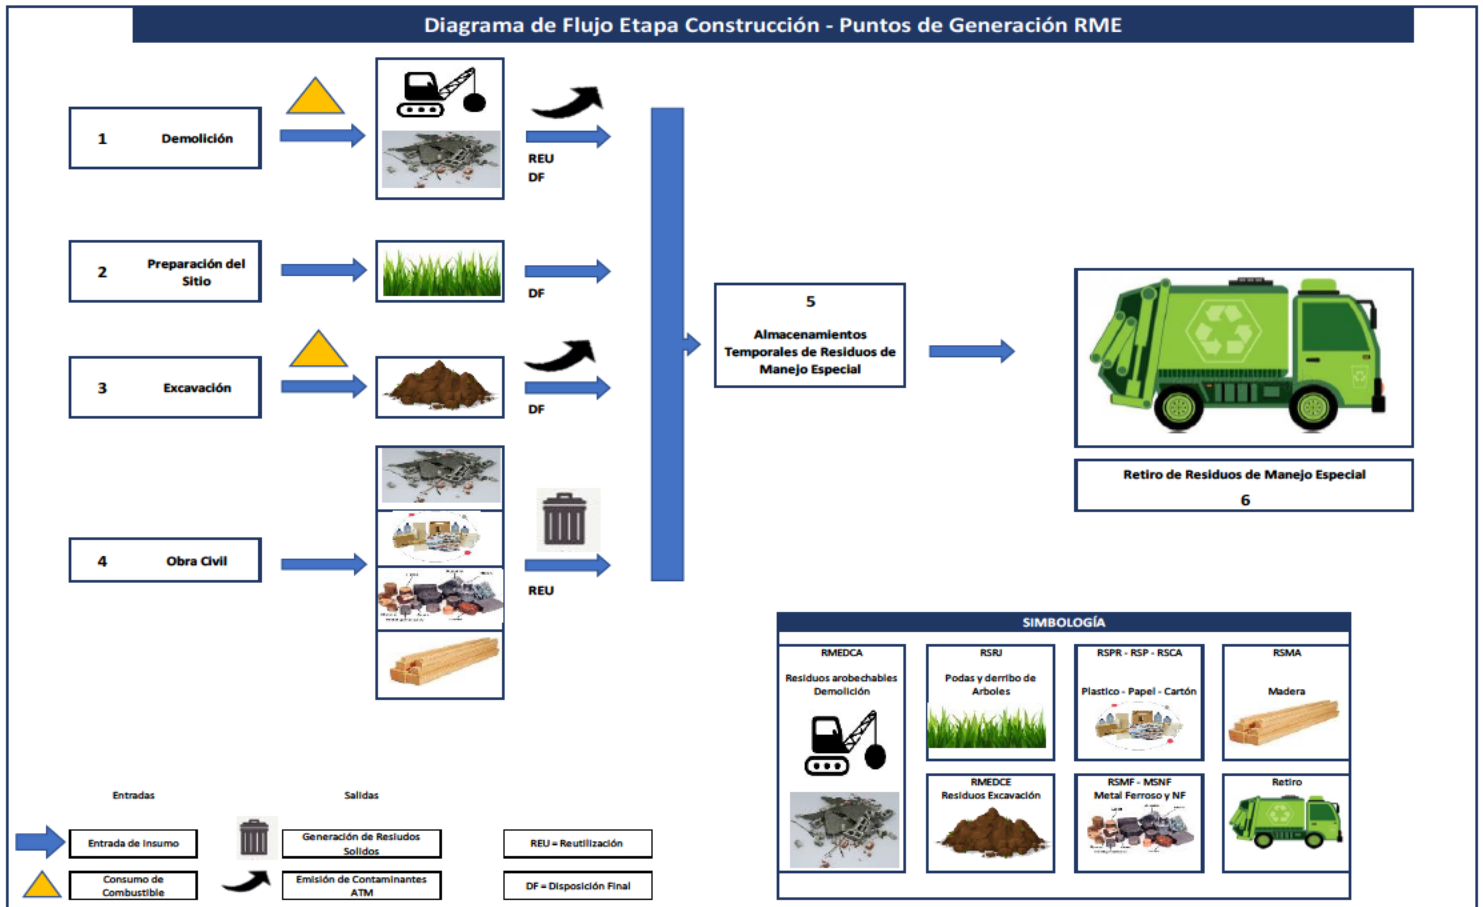 Diagrama de Flujo Etapa Construcción - Puntos de Generación RME
1 Demolición
REU
DF
2 Preparación del
Sitio
DF
3 Excavación
DF
4 Obra Civil
REU
5
Almacenamientos
Temporales de Residuos de
Manejo Especial
Retiro de Residuos de Manejo Especial
6
SIMBOLOGÍA
RMEDCA
Residuos arobechables
Demolición
RSRJ
Podas y derribo de
Arboles
RSPR - RSP - RSCA
Plastico - Papel - Cartón
RSMA
Madera
RMEDCE
Residuos Excavación
RSMF - MSNF
Metal Ferroso y NF
Retiro
Entradas
Salidas
Entrada de Insumo
Generación de Resiudos
Solidos
REU = Reutilización
Consumo de
Combustible
Emisión de Contaminantes
ATM
DF = Disposición Final